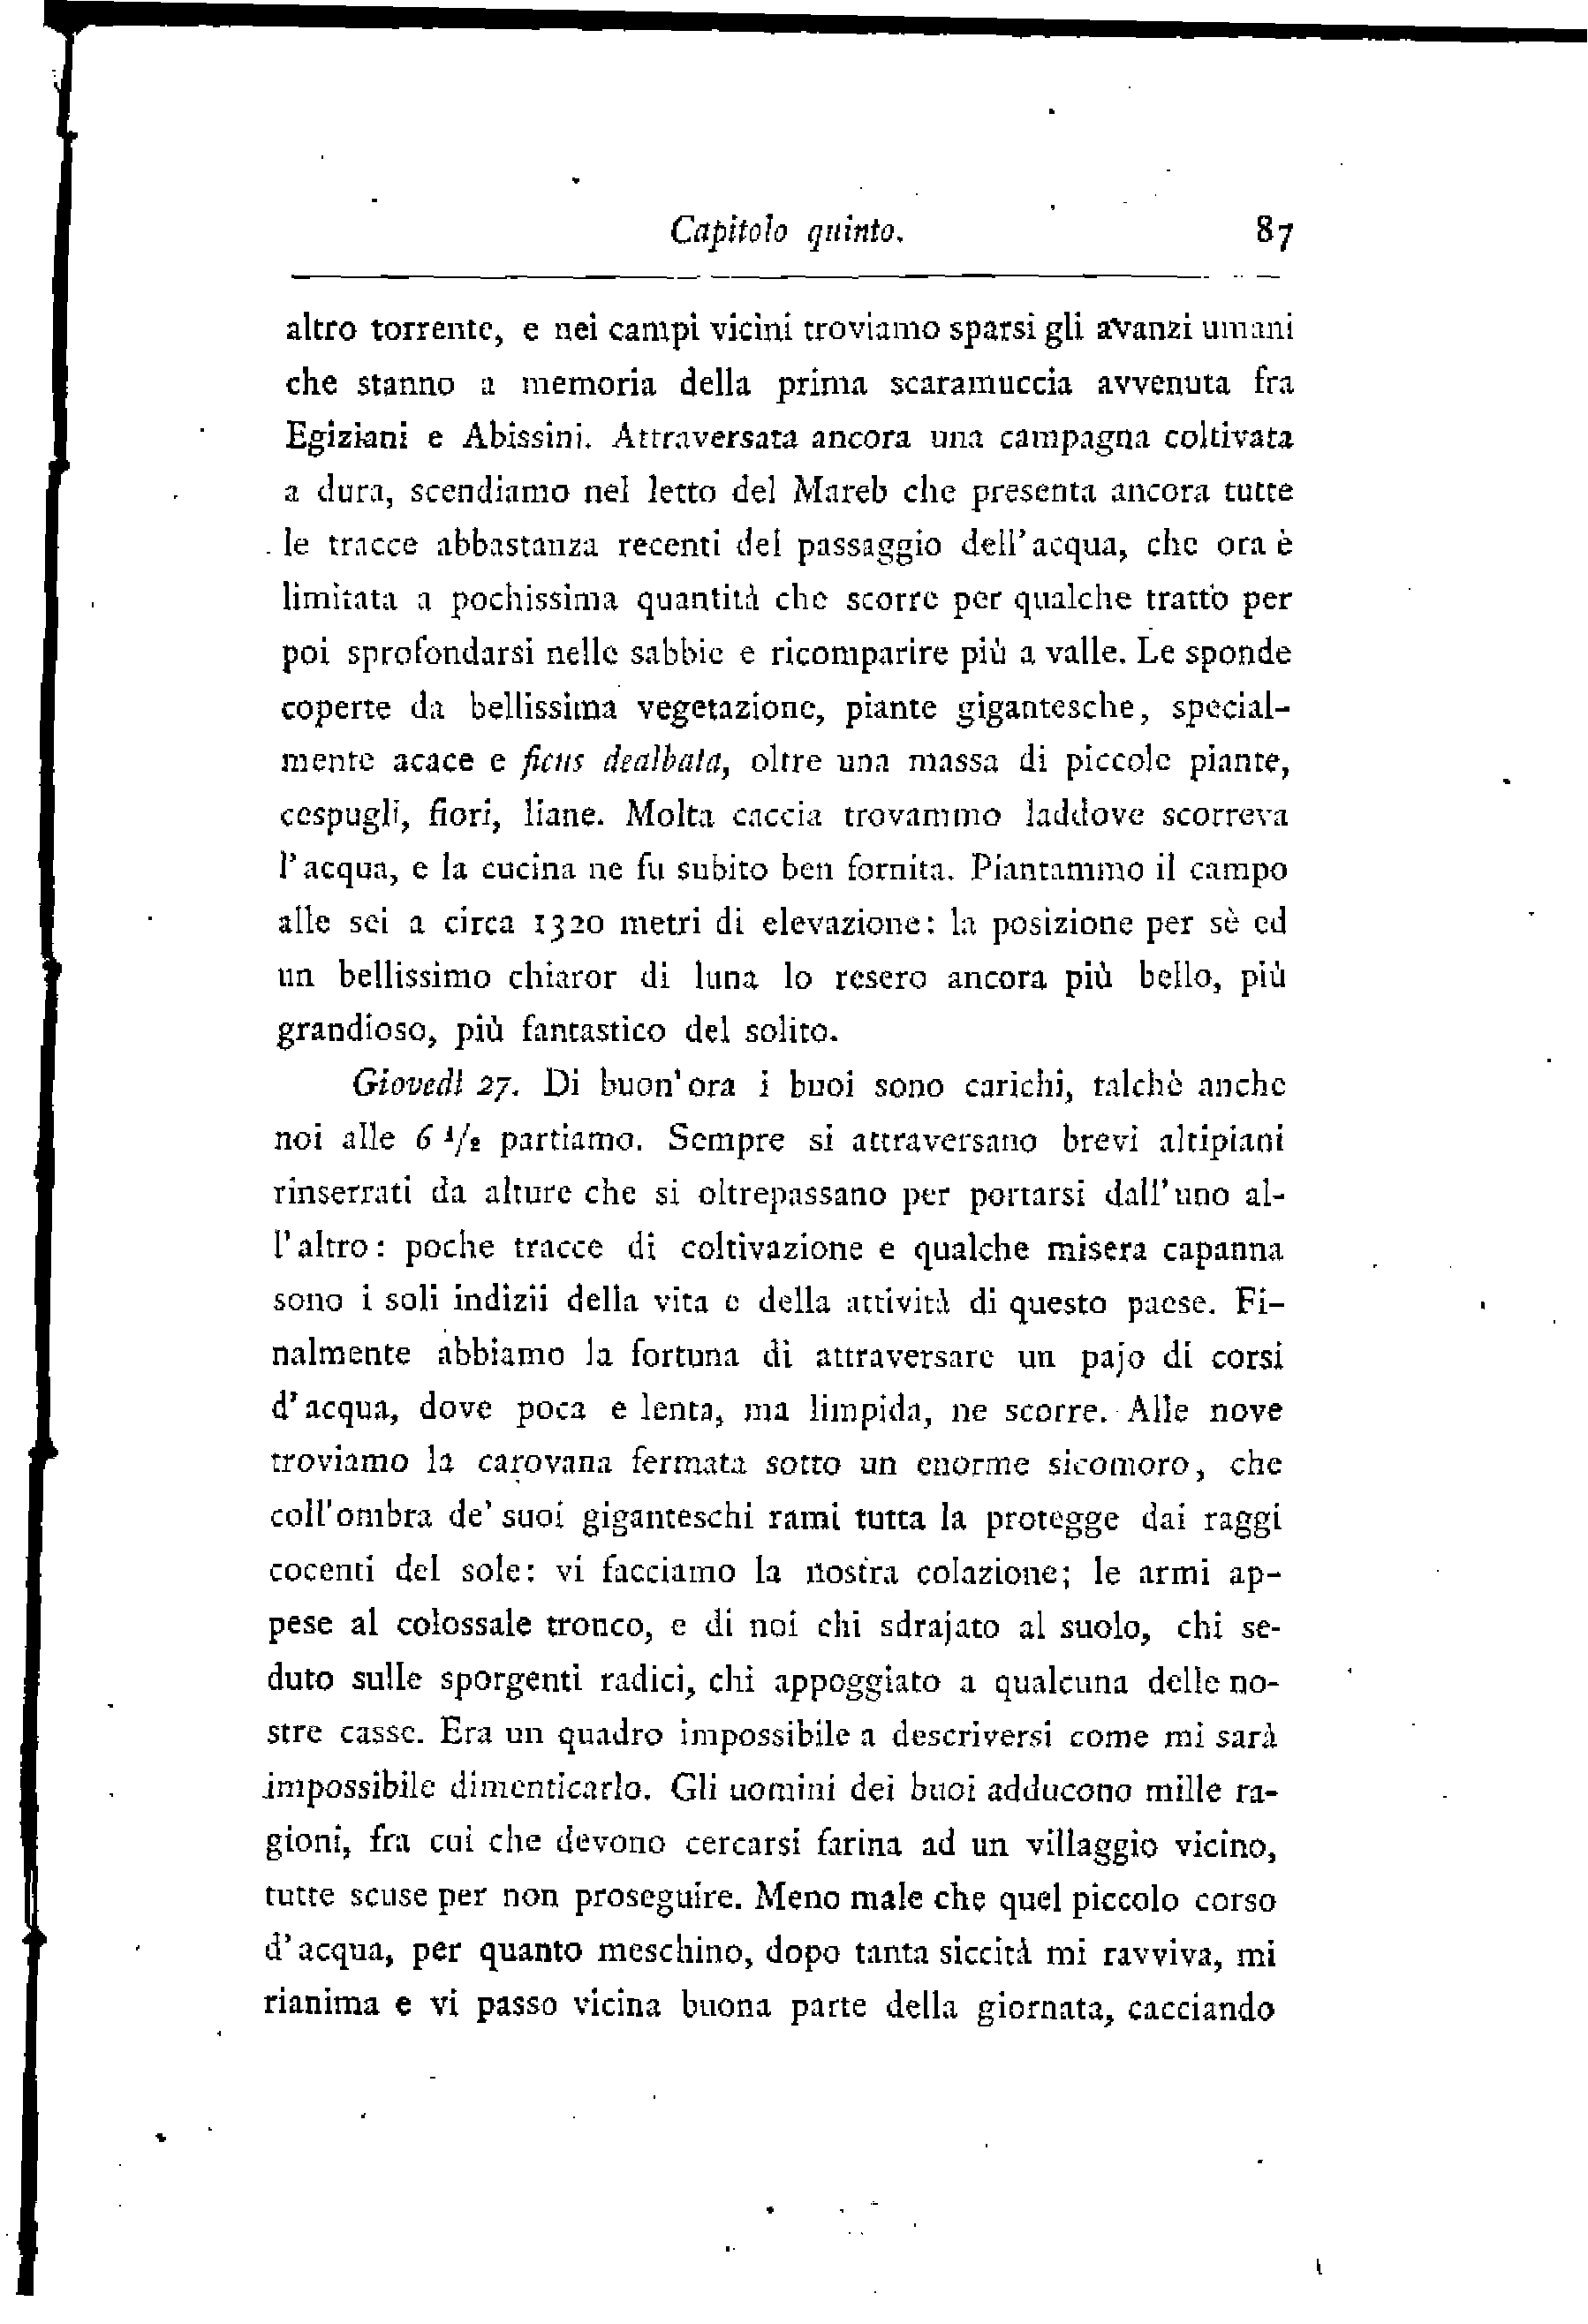 Capitolo quinto. 87
altro torrente, e nei campi vicini troviamo sparsi gli avanzi umani
che stanno a memoria della prima scaramuccia avvenuta fra
Egiziani e Abissini. Attraversata ancora una campagna coltivata
a dura, scendiamo nel letto del Mareb che presenta ancora tutte
le tracce abbastanza recenti del passaggio dell'acqua, che ora è
limitata a pochissima quantità che scorre per qualche tratto per
poi sprofondarsi nelle sabbie e ricomparire più a valle. Le sponde
coperte da bellissima vegetazione, piante gigantesche, special-
mente acace e ficus dealbata, oltre una massa di piccole piante,
cespugli, fiori, liane. Molta caccia trovammo laddove scorreva
l'acqua, e la cucina ne fu subito ben fornita. Piantammo il campo
alle sei a circa 1320 metri di elevazione: la posizione per sè ed
un bellissimo chiaror di luna lo resero ancora più bello, più
grandioso, più fantastico del solito.
Giovedì 27. Di buon'ora i buoi sono carichi, talchè anche
noi alle 6 1/2 partiamo. Sempre si attraversano brevi altipiani
rinserrati da alture che si oltrepassano per portarsi dall'uno al-
l'altro: poche tracce di coltivazione e qualche misera capanna
sono i soli indizii della vita e della attività di questo paese. Fi-
nalmente abbiamo la fortuna di attraversare un pajo di corsi
d'acqua, dove poca e lenta, ma limpida, ne scorre. Alle nove
troviamo la carovana fermata sotto un enorme sicomoro, che
coll'ombra de' suoi giganteschi rami tutta la protegge dai raggi
cocenti del sole: vi facciamo la nostra colazione; le armi ap-
pese al colossale tronco, e di noi chi sdrajato al suolo, chi se-
duto sulle sporgenti radici, chi appoggiato a qualcuna delle no-
stre casse. Era un quadro impossibile a descriversi come mi sarà
impossibile dimenticarlo. Gli uomini dei buoi adducono mille ra-
gioni, fra cui che devono cercarsi farina ad un villaggio vicino,
tutte scuse per non proseguire. Meno male che quel piccolo corso
d'acqua, per quanto meschino, dopo tanta siccità mi ravviva, mi
rianima e vi passo vicina buona parte della giornata, cacciando